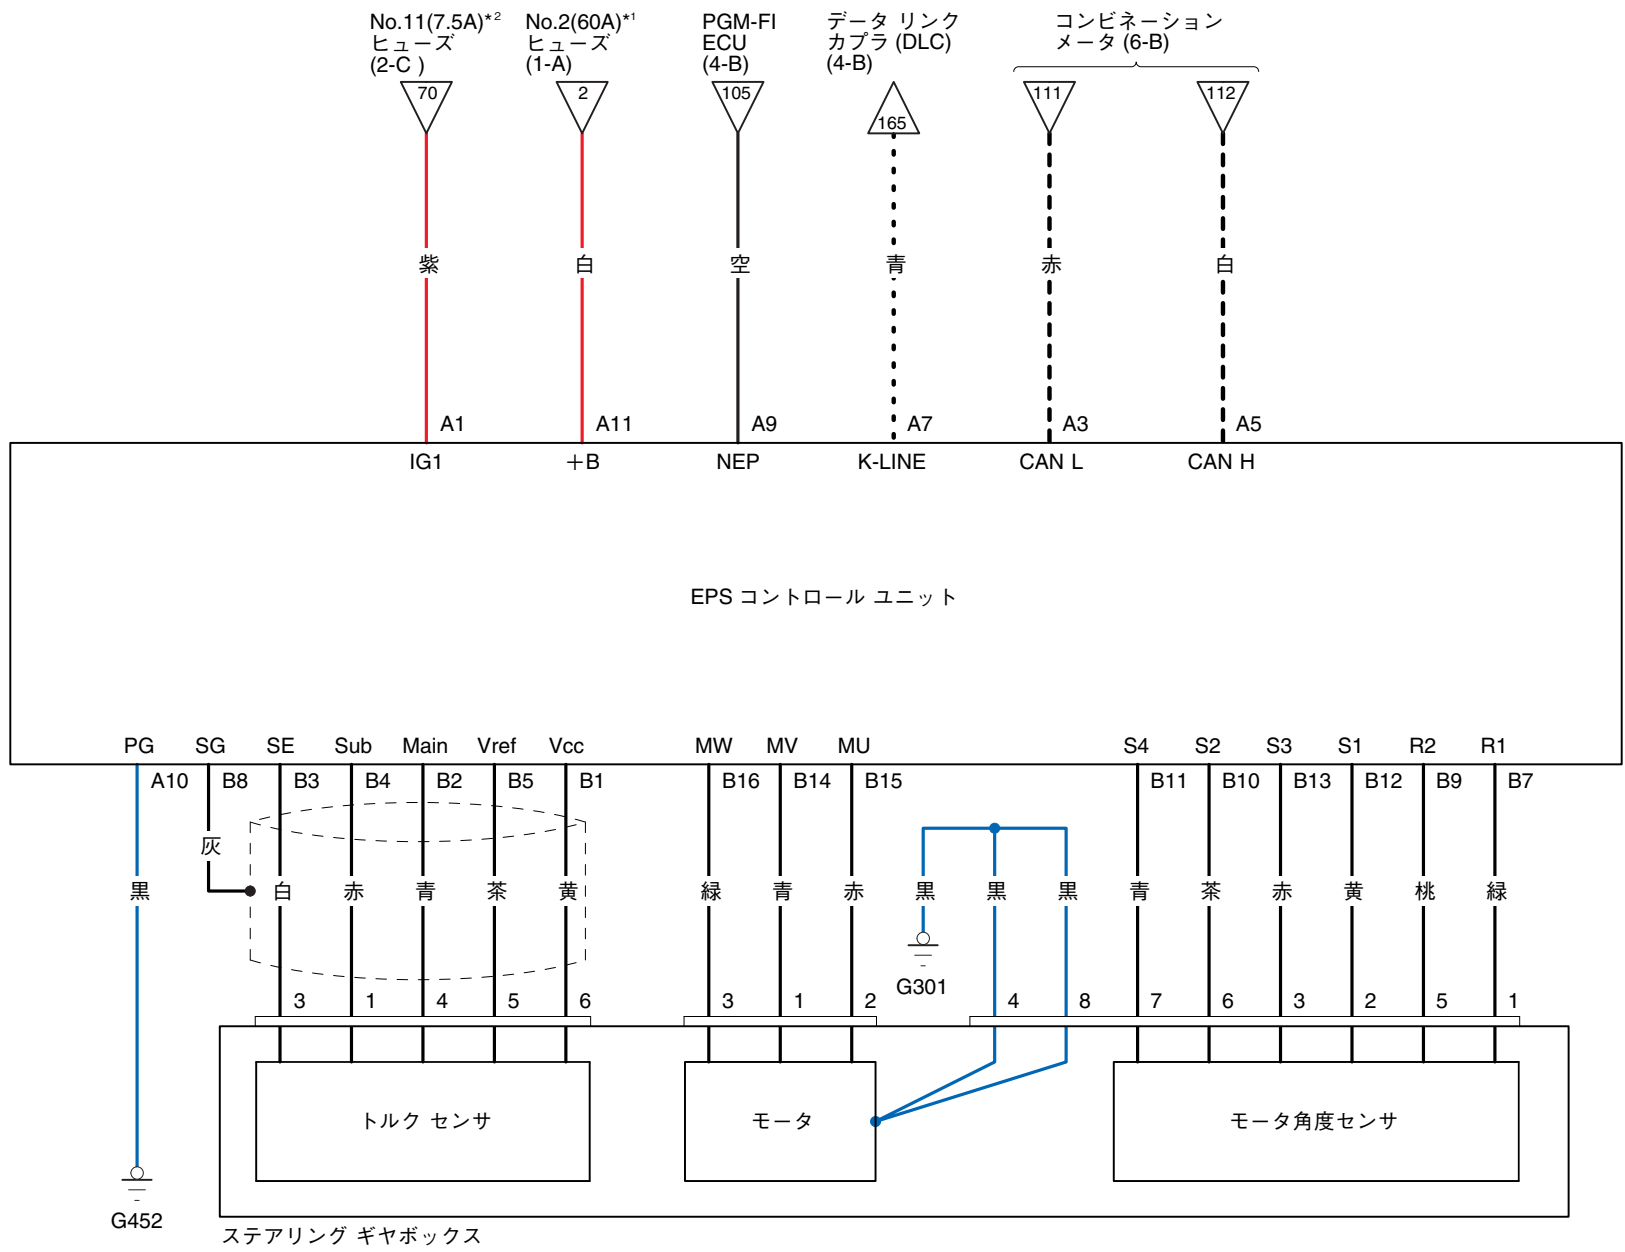 No.11(7.5A)*2
ヒューズ
(2-C )
No.2(60A)*1
ヒューズ
(1-A)
PGM-FI
ECU
(4-B)
データ リンク
カプラ (DLC)
(4-B)
コンビネーション
メータ (6-B)
70
2
105
165
111
112
紫
白
空
青
赤
白
A1
A11
A9
A7
A3
A5
IG1
+B
NEP
K-LINE
CAN L
CAN H
EPS コントロール ユニット
PG
SG
SE
Sub
Main
Vref
Vcc
MW
MV
MU
S4
S2
S3
S1
R2
R1
A10
B8
B3
B4
B2
B5
B1
B16
B14
B15
B11
B10
B13
B12
B9
B7
灰
黒
白
赤
青
茶
黄
緑
青
赤
黒
黒
黒
青
茶
赤
黄
桃
緑
G301
3
1
4
5
6
3
1
2
4
8
7
6
3
2
5
1
トルク センサ
モータ
モータ角度センサ
G452
ステアリング ギヤボックス